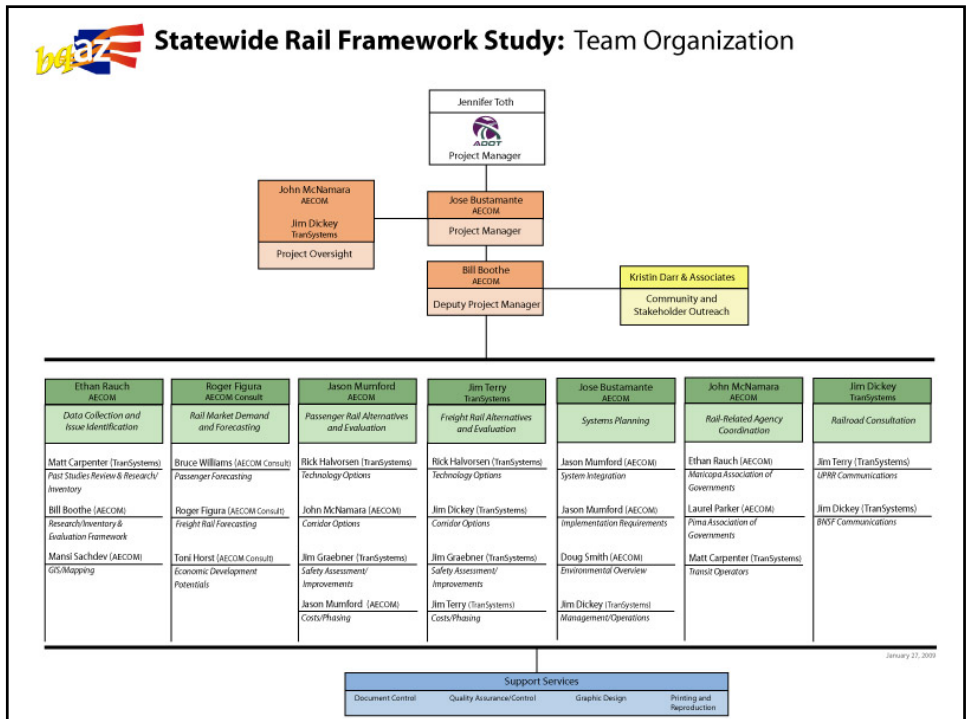 bqaz
Statewide Rail Framework Study: Team Organization
Jennifer Toth
ADOT
Project Manager
John McNamara
AECOM
Jim Dickey
TranSystems
Project Oversight
Jose Bustamante
AECOM
Project Manager
Bill Boothe
AECOM
Deputy Project Manager
Kristin Darr & Associates
Community and
Stakeholder Outreach
Ethan Rauch
AECOM
Data Collection and
Issue Identification
Matt Carpenter (TranSystems)
Past Studies Review & Research/
Inventory
Bill Boothe (AECOM)
Research/Inventory &
Evaluation Framework
Mansi Sachdev (AECOM)
GIS/Mapping
Roger Figura
AECOM Consult
Rail Market Demand
and Forecasting
Bruce Williams (AECOM Consult)
Passenger Forecasting
Roger Figura (AECOM Consult)
Freight Rail Forecasting
Toni Horst (AECOM Consult)
Economic Development
Potentials
Jason Mumford
AECOM
Passenger Rail Alternatives
and Evaluation
Rick Halvorsen (TranSystems)
Technology Options
John McNamara (AECOM)
Corridor Options
Jim Graebner (TranSystems)
Safety Assessment/
Improvements
Jason Mumford (AECOM)
Costs/Phasing
Jim Terry
TranSystems
Freight Rail Alternatives
and Evaluation
Rick Halvorsen (TranSystems)
Technology Options
Jim Dickey (TranSystems)
Corridor Options
Jim Graebner (TranSystems)
Safety Assessment/
Improvements
Jim Terry (TranSystems)
Costs/Phasing
Jose Bustamante
AECOM
Systems Planning
Jason Mumford (AECOM)
System Integration
Jason Mumford (AECOM)
Implementation Requirements
Doug Smith (AECOM)
Environmental Overview
Jim Dickey (TranSystems)
Management/Operations
John McNamara
AECOM
Rail-Related Agency
Coordination
Ethan Rauch (AECOM)
Maricopa Association of
Governments
Laurel Parker (AECOM)
Pima Association of
Governments
Matt Carpenter (TranSystems)
Transit Operators
Jim Dickey
TranSystems
Railroad Consultation
Jim Terry (TranSystems)
UPRR Communications
Jim Dickey (TranSystems)
BNSF Communications
January 27, 2009
Support Services
Document Control
Quality Assurance/Control
Graphic Design
Printing and
Reproduction